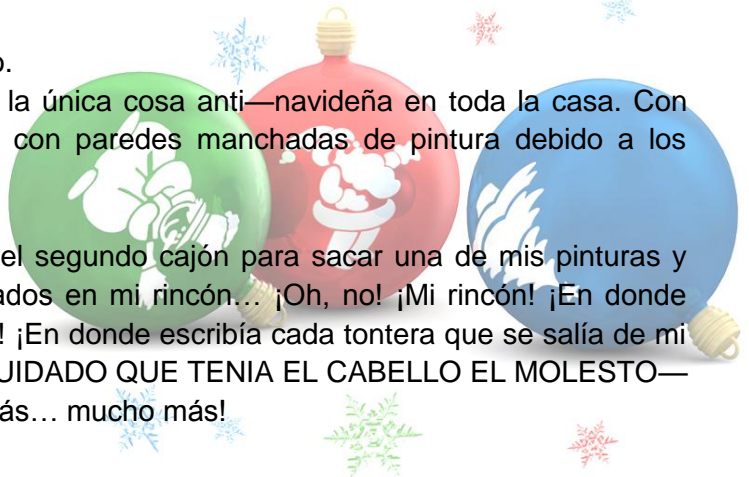 o.
la única cosa anti—navideña en toda la casa. Con
con paredes manchadas de pintura debido a los
el segundo cajón para sacar una de mis pinturas y
ados en mi rincón… ¡Oh, no! ¡Mi rincón! ¡En donde
! ¡En donde escribía cada tontera que se salía de mi
UIDADO QUE TENIA EL CABELLO EL MOLESTO—
ás… mucho más!